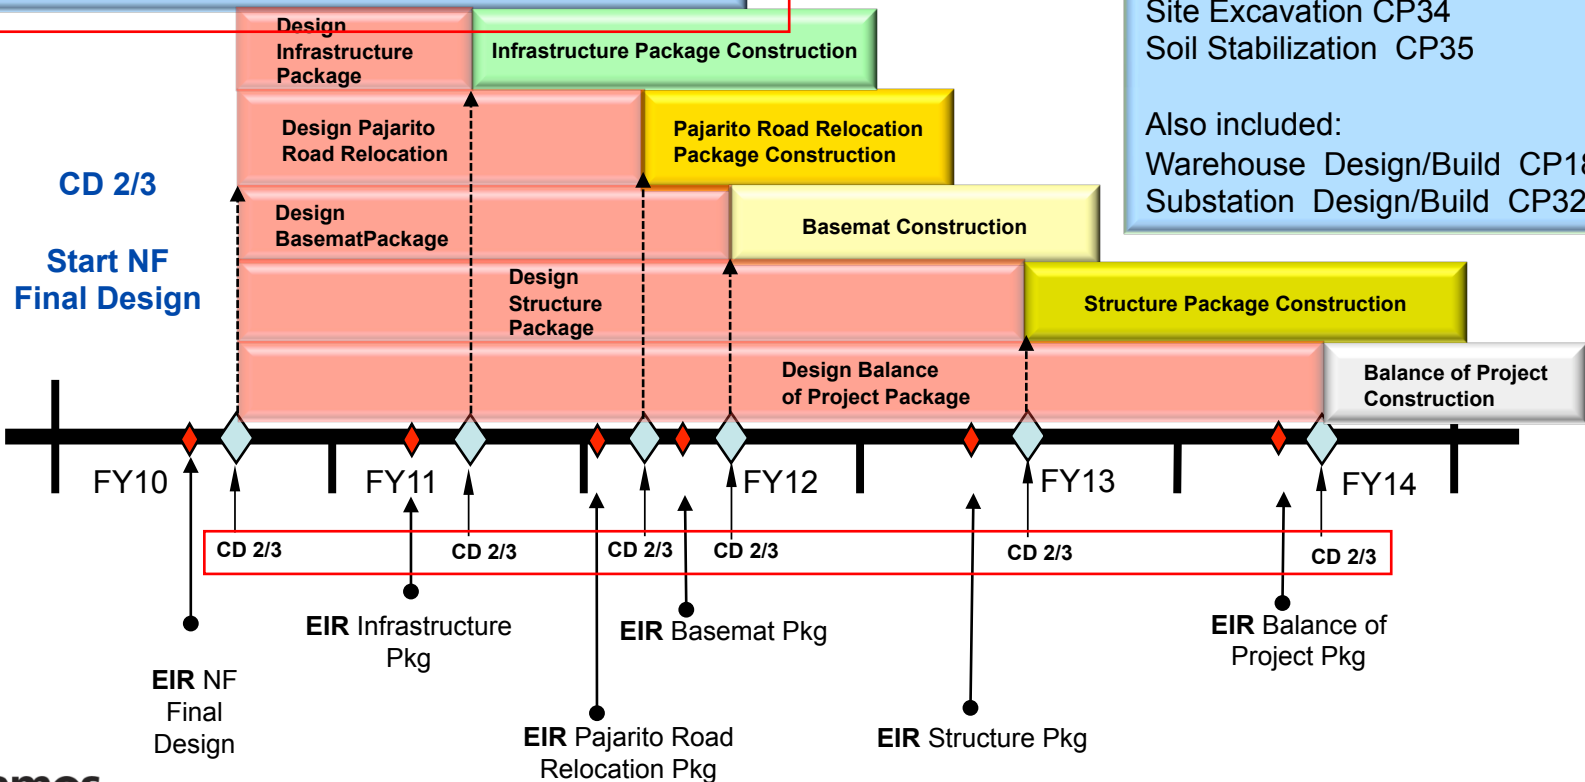 Site Excavation CP34
Soil Stabilization CP35
Also included:
Warehouse Design/Build CP18
Substation Design/Build CP32
Design
Infrastructure
Package
Infrastructure Package Construction
Design Pajarito
Road Relocation
Pajarito Road Relocation
Package Construction
CD 2/3
Start NF
Final Design
Design
BasematPackage
Basemat Construction
Design
Structure
Package
Structure Package Construction
Design Balance
of Project Package
Balance of Project
Construction
FY10
FY11
FY12
FY13
FY14
CD 2/3
CD 2/3
CD 2/3
CD 2/3
CD 2/3
CD 2/3
EIR NF
Final
Design
EIR Infrastructure
Pkg
EIR Pajarito Road
Relocation Pkg
EIR Basemat Pkg
EIR Structure Pkg
EIR Balance of
Project Pkg